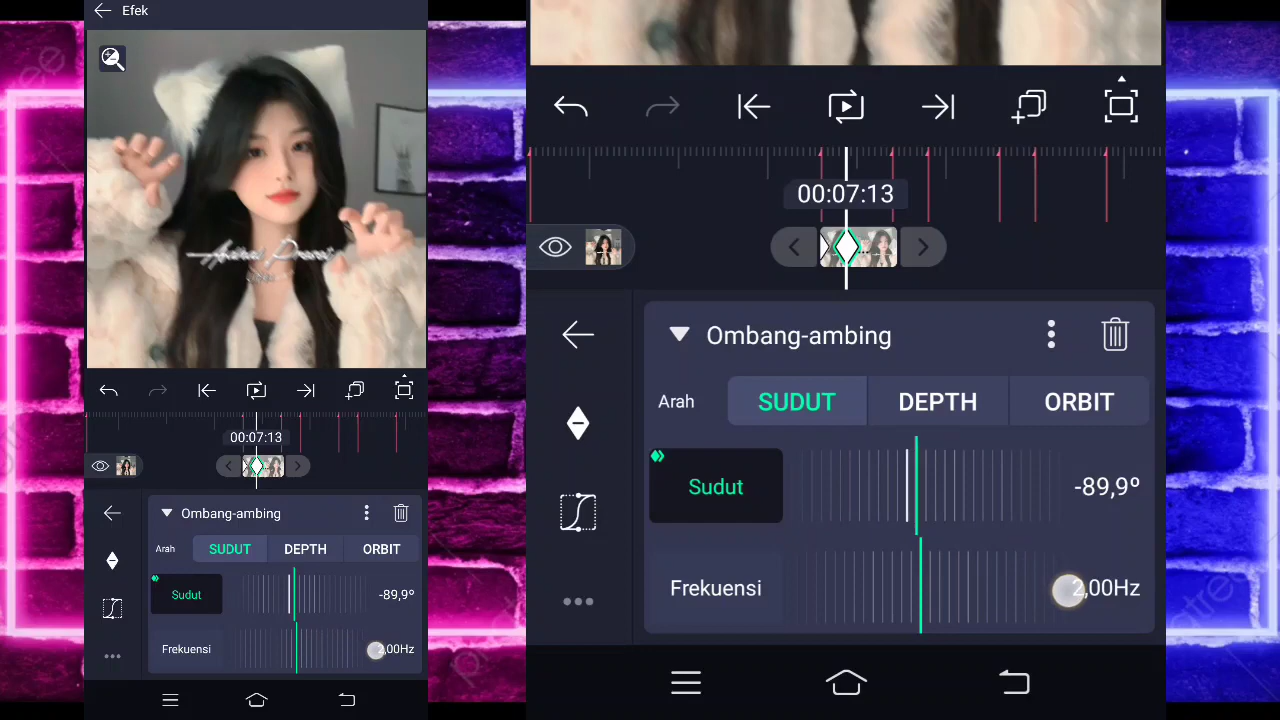 Efek
00:07:13
Ombang-ambing
Arah SUDUT DEPTH ORBIT
Sudut -89,9º
Frekuensi 2,00Hz
00:07:13
Ombang-ambing
Arah SUDUT DEPTH ORBIT
Sudut -89,9º
Frekuensi 2,00Hz